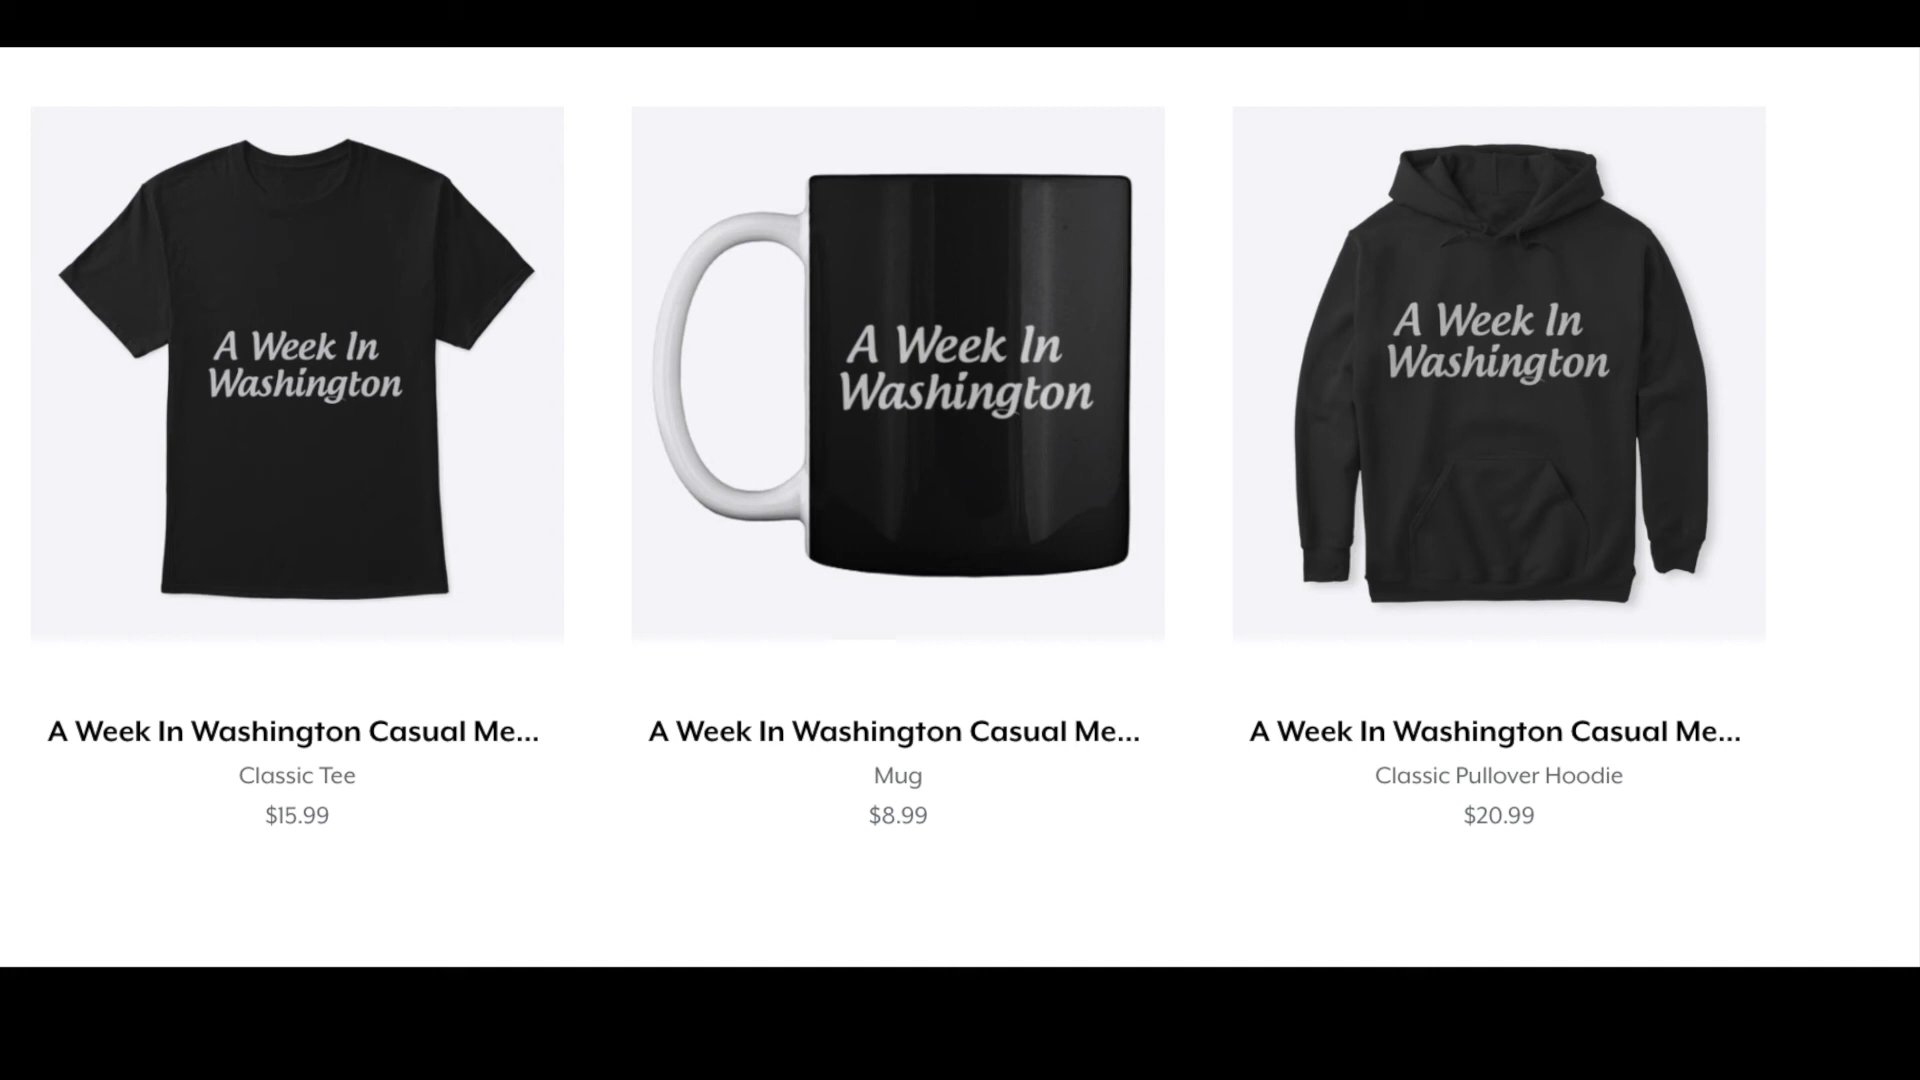 A Week In
Washington
A Week In
Washington
A Week In
Washington
A Week In Washington Casual Me...
Classic Tee
$15.99
A Week In Washington Casual Me...
Mug
$8.99
A Week In Washington Casual Me...
Classic Pullover Hoodie
$20.99